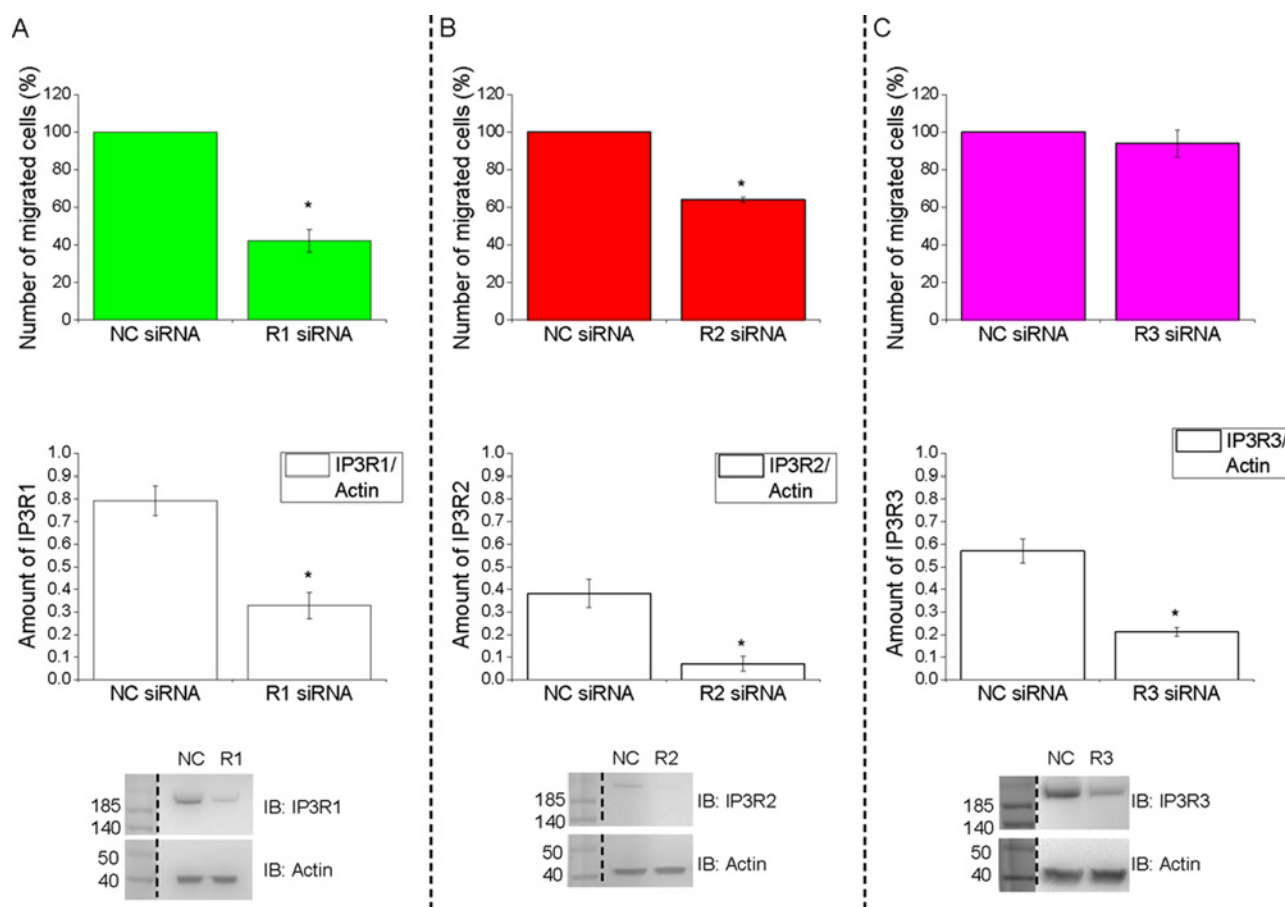 A
Number of migrated cells (%)
120
100
80
60
40
20
0
*
NC siRNA R1 siRNA
Amount of IP3R1
1.0
0.9
0.8
0.7
0.6
0.5
0.4
0.3
0.2
0.1
0.0
IP3R1/
Actin
*
NC siRNA R1 siRNA
NC R1
185
140
IB: IP3R1
50
40
IB: Actin
B
Number of migrated cells (%)
120
100
80
60
40
20
0
*
NC siRNA R2 siRNA
Amount of IP3R2
1.0
0.9
0.8
0.7
0.6
0.5
0.4
0.3
0.2
0.1
0.0
IP3R2/
Actin
*
NC siRNA R2 siRNA
NC R2
185
140
IB: IP3R2
50
40
IB: Actin
C
Number of migrated cells (%)
120
100
80
60
40
20
0
NC siRNA R3 siRNA
Amount of IP3R3
1.0
0.9
0.8
0.7
0.6
0.5
0.4
0.3
0.2
0.1
0.0
IP3R3/
Actin
*
NC siRNA R3 siRNA
NC R3
185
140
IB: IP3R3
50
40
IB: Actin